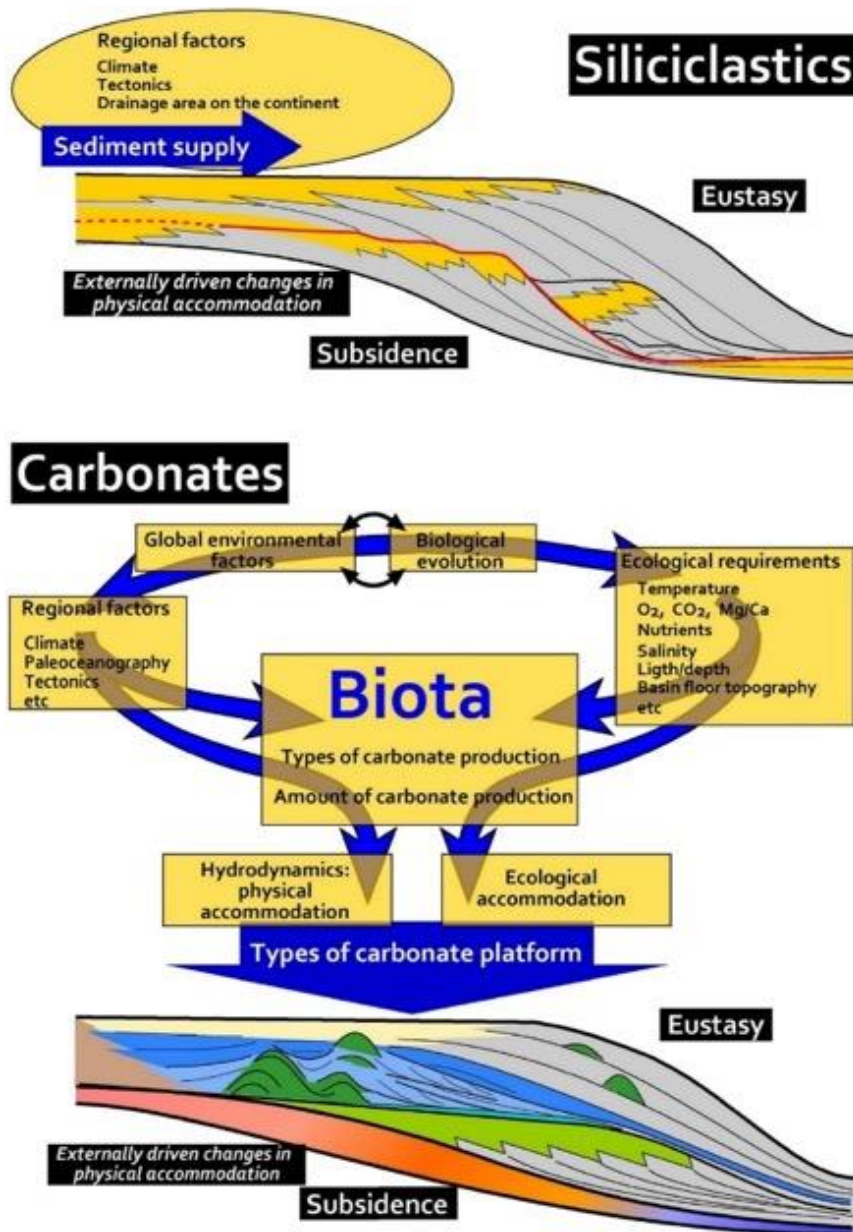 Regional factors
Climate
Tectonics
Drainage area on the continent
Siliciclastics
Sediment supply
Eustasy
Externally driven changes in
physical accommodation
Subsidence
Carbonates
Global environmental
factors
Biological
evolution
Ecological requirements
Temperature
O2, CO2, Mg/Ca
Nutrients
Salinity
Ligth/depth
Basin floor topography
etc
Regional factors
Climate
Paleoceanography
Tectonics
etc
Biota
Types of carbonate production
Amount of carbonate production
Hydrodynamics:
physical
accommodation
Ecological
accommodation
Types of carbonate platform
Eustasy
Externally driven changes in
physical accommodation
Subsidence